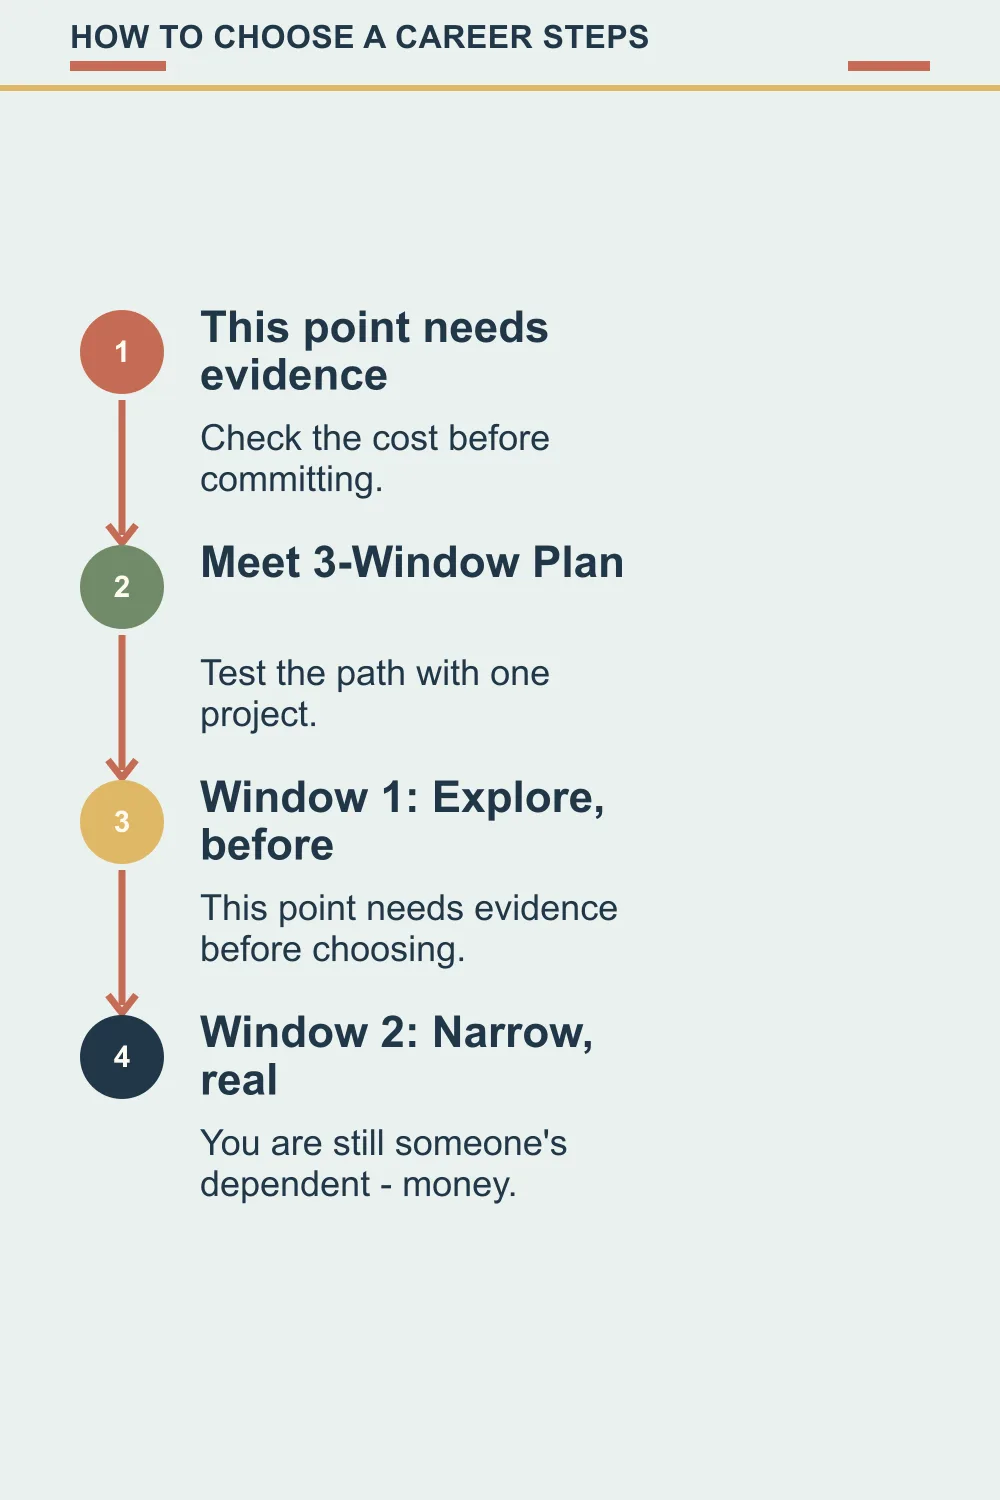 HOW TO CHOOSE A CAREER STEPS
1
This point needs
evidence
Check the cost before
committing.
2
Meet 3-Window Plan
Test the path with one
project.
3
Window 1: Explore,
before
This point needs evidence
before choosing.
4
Window 2: Narrow,
real
You are still someone's
dependent - money.